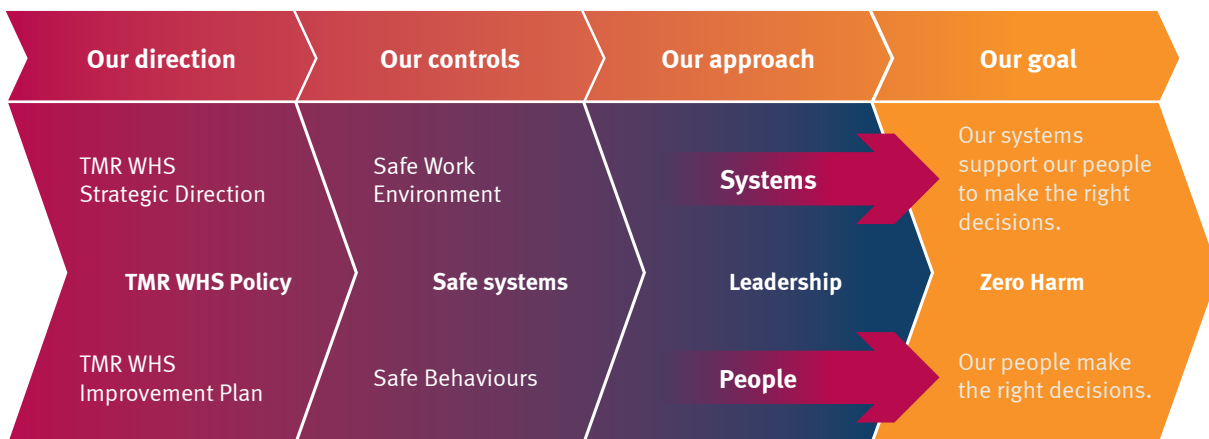 Our direction
Our controls
Our approach
Our goal
TMR WHS
Strategic Direction
Safe Work
Environment
Systems
Our systems
support our people
to make the right
decisions.
TMR WHS Policy
Safe systems
Leadership
Zero Harm
TMR WHS
Improvement Plan
Safe Behaviours
People
Our people make
the right decisions.